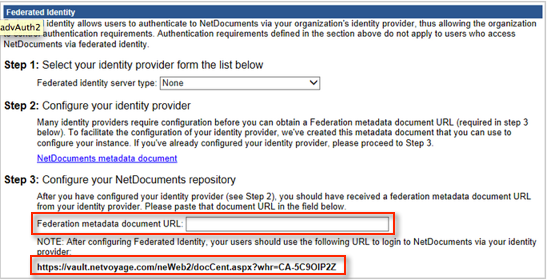 Federated Identity
advAuth2
identity allows users to authenticate to NetDocuments via your organization's identity provider, thus allowing the organization
authentication requirements. Authentication requirements defined in the section above do not apply to users who access
NetDocuments via federated identity.
Step 1: Select your identity provider form the list below
Federated identity server type: None
Step 2: Configure your identity provider
Many identity providers require configuration before you can obtain a Federation metadata document URL (required in step 3
below). To facilitate the configuration of your identity provider, we've created this metadata document that you can use to
configure your instance. If you've already configured your identity provider, please proceed to Step 3.
NetDocuments metadata document
Step 3: Configure your NetDocuments repository
After you have configured your identity provider (see Step 2), you should have received a federation metadata document URL
from your identity provider. Please paste that document URL in the field below.
Federation metadata document URL:
NOTE: After configuring Federated Identity, your users should use the following URL to login to NetDocuments via your identity
provider:
https://vault.netvoyage.com/neWeb2/docCent.aspx?whr=CA-5C9OIP2Z